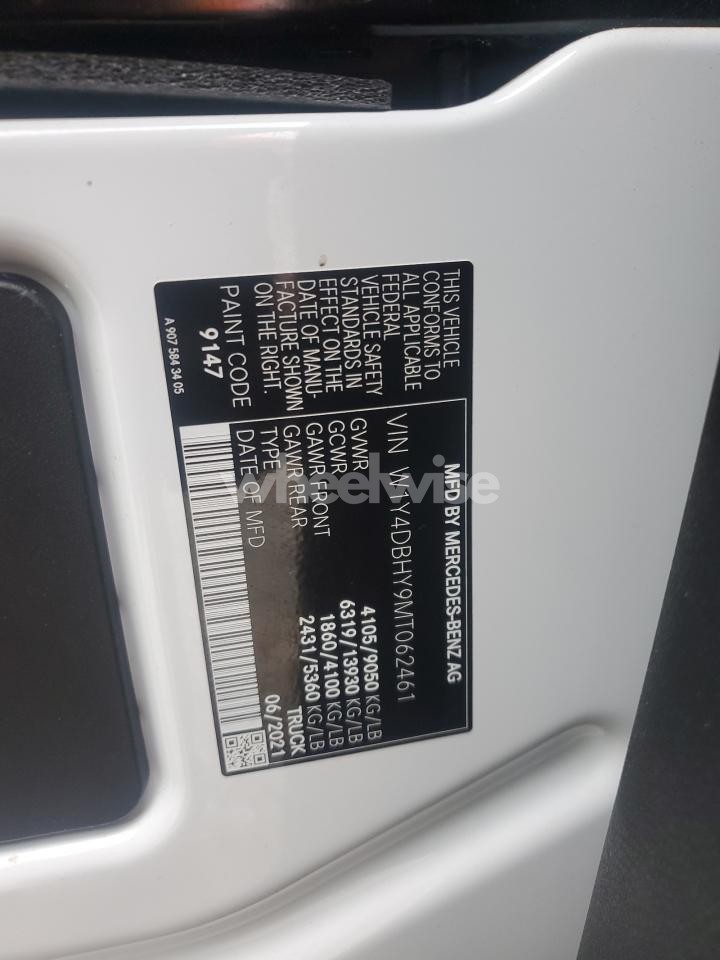 THIS VEHICLE
CONFORMS TO
ALL APPLICABLE
FEDERAL
VEHICLE SAFETY
STANDARDS IN
EFFECT ON THE
DATE OF MANU-
FACTURE SHOWN
ON THE RIGHT.
PAINT CODE
9147
A 907 584 34 05
MFD BY MERCEDES-BENZ AG
VIN Y4DBHY9MT062461
GVWR 4105/9050 KG/LB
GCWR 6319/13930 KG/LB
GAWR FRONT 1860/4100 KG/LB
GAWR REAR 2431/5360 KG/LB
TYPE TRUCK
DATE OF MFD 06/2021
wheelwise